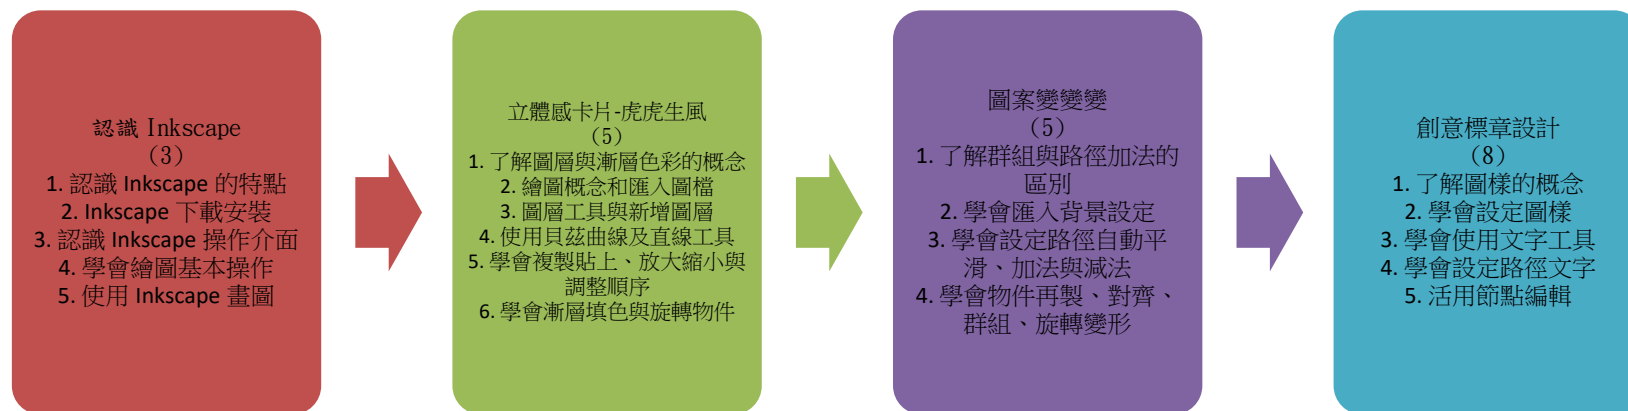 認識 Inkscape
（3）
1. 認識 Inkscape 的特點
2. Inkscape 下載安裝
3. 認識 Inkscape 操作介面
4. 學會繪圖基本操作
5. 使用 Inkscape 畫圖
立體感卡片-虎虎生風
（5）
1. 了解圖層與漸層色彩的概念
2. 繪圖概念和匯入圖檔
3. 圖層工具與新增圖層
4. 使用貝茲曲線及直線工具
5. 學會複製貼上、放大縮小與
調整順序
6. 學會漸層填色與旋轉物件
圖案變變變
（5）
1. 了解群組與路徑加法的
區別
2. 學會匯入背景設定
3. 學會設定路徑自動平
滑、加法與減法
4. 學會物件再製、對齊、
群組、旋轉變形
創意標章設計
（8）
1. 了解圖樣的概念
2. 學會設定圖樣
3. 學會使用文字工具
4. 學會設定路徑文字
5. 活用節點編輯